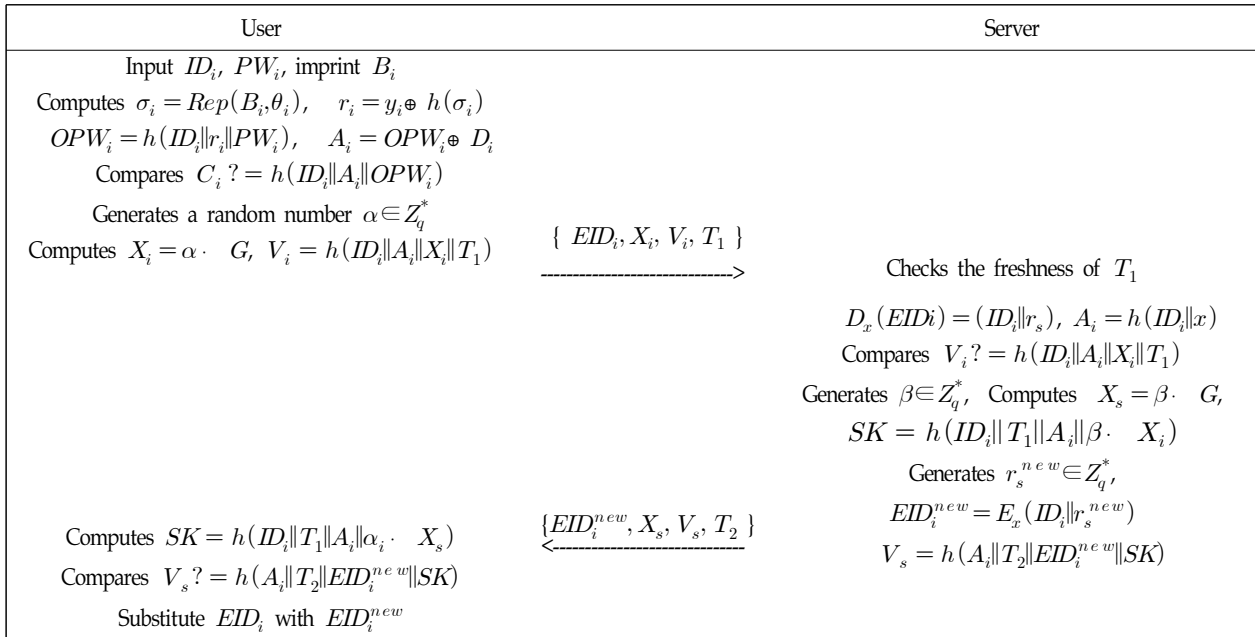 User
Server
Input ID_i, PW_i, imprint B_i
Computes σ_i = Rep(B_i,θ_i), r_i = y_i ⊕ h(σ_i)
OPW_i = h(ID_i||r_i||PW_i), A_i = OPW_i ⊕ D_i
Compares C_i ? = h(ID_i||A_i||OPW_i)
Generates a random number α∈Z_q^*
Computes X_i = α · G, V_i = h(ID_i||A_i||X_i||T_1)
{ EID_i, X_i, V_i, T_1 }
------------------------------>
Checks the freshness of T_1
D_x(EIDi) = (ID_i||r_s), A_i = h(ID_i||x)
Compares V_i ? = h(ID_i||A_i||X_i||T_1)
Generates β∈Z_q^*, Computes X_s = β · G,
SK = h(ID_i||T_1||A_i||β · X_i)
Generates r_s^{new}∈Z_q^*,
EID_i^{new} = E_x(ID_i||r_s^{new})
V_s = h(A_i||T_2||EID_i^{new}||SK)
{EID_i^{new}, X_s, V_s, T_2 }
<------------------------------
Computes SK = h(ID_i||T_1||A_i||α_i · X_s)
Compares V_s ? = h(A_i||T_2||EID_i^{new}||SK)
Substitute EID_i with EID_i^{new}